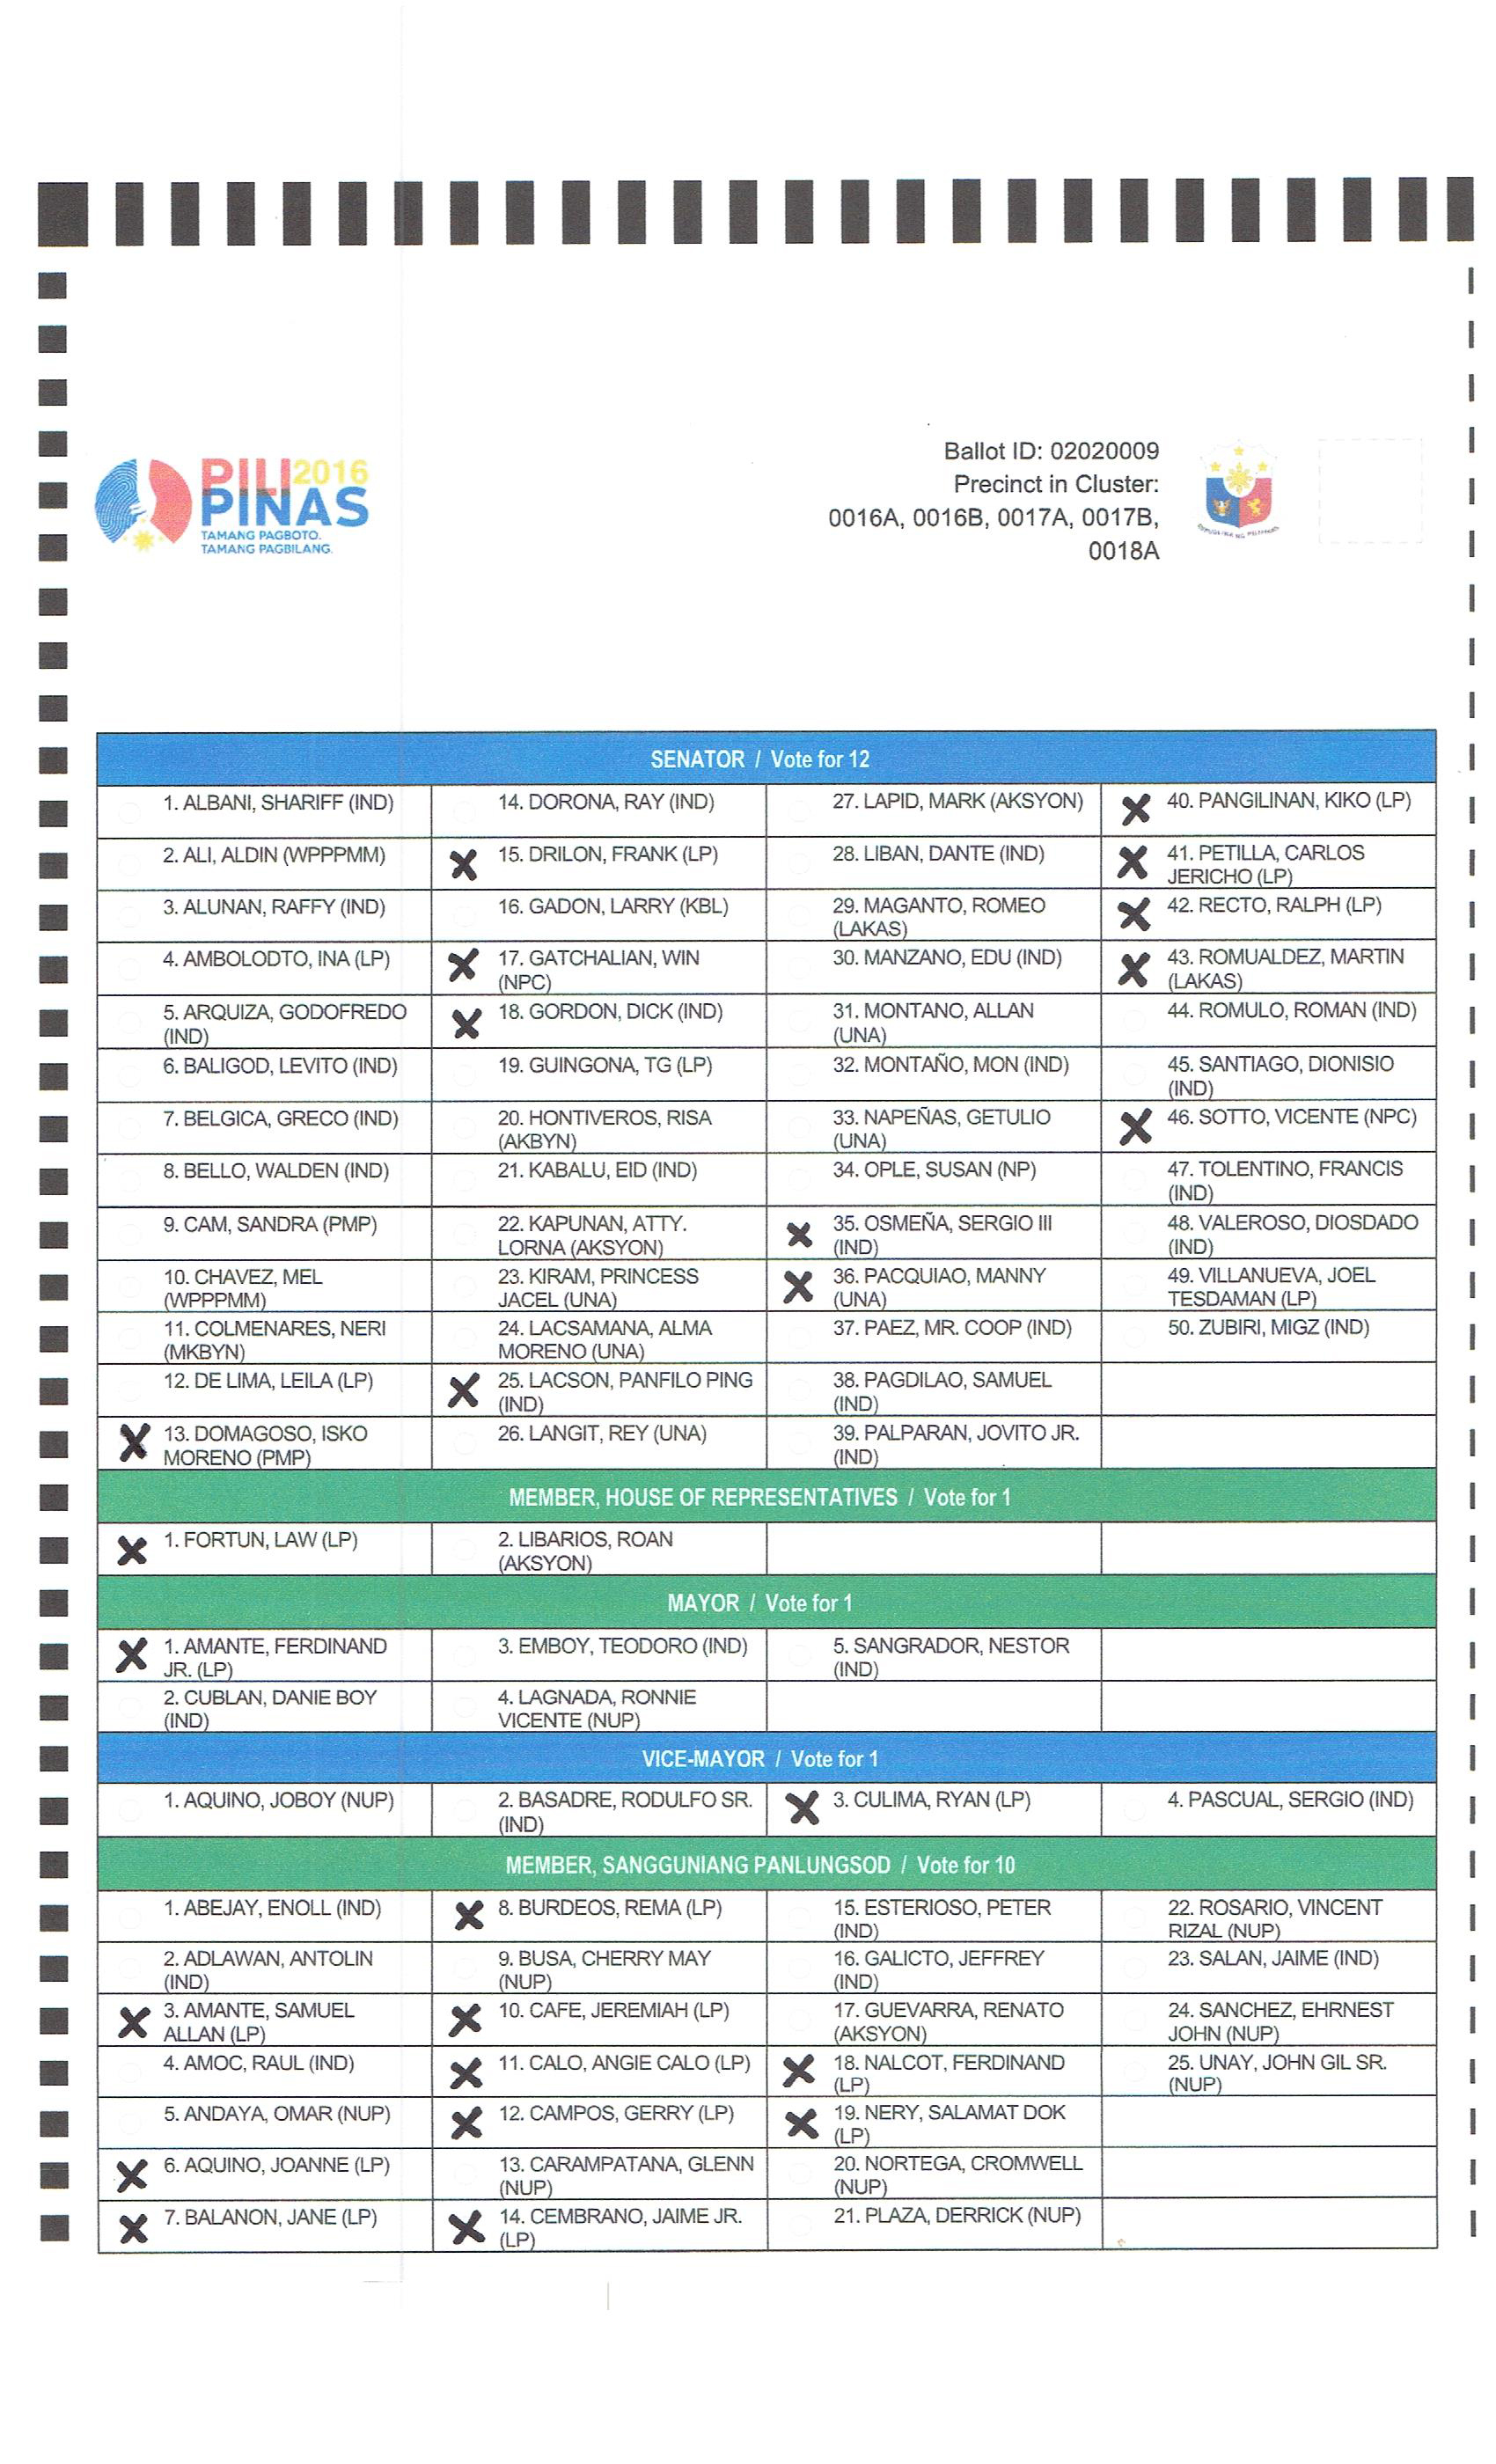 PILI 2016
PINAS
TAMANG PAGBOTO.
TAMANG PAGBILANG.
Ballot ID: 02020009
Precinct in Cluster:
0016A, 0016B, 0017A, 0017B,
0018A
REPUBLIKA NG PILIPINAS
SENATOR / Vote for 12
1. ALBANI, SHARIFF (IND)
2. ALI, ALDIN (WPPPMM)
3. ALUNAN, RAFFY (IND)
4. AMBOLODTO, INA (LP)
5. ARQUIZA, GODOFREDO
(IND)
6. BALIGOD, LEVITO (IND)
7. BELGICA, GRECO (IND)
8. BELLO, WALDEN (IND)
9. CAM, SANDRA (PMP)
10. CHAVEZ, MEL
(WPPPMM)
11. COLMENARES, NERI
(MKBYN)
12. DE LIMA, LEILA (LP)
13. DOMAGOSO, ISKO
MORENO (PMP)
14. DORONA, RAY (IND)
15. DRILON, FRANK (LP)
16. GADON, LARRY (KBL)
17. GATCHALIAN, WIN
(NPC)
18. GORDON, DICK (IND)
19. GUINGONA, TG (LP)
20. HONTIVEROS, RISA
(AKBYN)
21. KABALU, EID (IND)
22. KAPUNAN, ATTY.
LORNA (AKSYON)
23. KIRAM, PRINCESS
JACEL (UNA)
24. LACSAMANA, ALMA
MORENO (UNA)
25. LACSON, PANFILO PING
(IND)
26. LANGIT, REY (UNA)
27. LAPID, MARK (AKSYON)
28. LIBAN, DANTE (IND)
29. MAGANTO, ROMEO
(LAKAS)
30. MANZANO, EDU (IND)
31. MONTANO, ALLAN
(UNA)
32. MONTAÑO, MON (IND)
33. NAPEÑAS, GETULIO
(UNA)
34. OPLE, SUSAN (NP)
35. OSMEÑA, SERGIO III
(IND)
36. PACQUIAO, MANNY
(UNA)
37. PAEZ, MR. COOP (IND)
38. PAGDILAO, SAMUEL
(IND)
39. PALPARAN, JOVITO JR.
(IND)
40. PANGILINAN, KIKO (LP)
41. PETILLA, CARLOS
JERICHO (LP)
42. RECTO, RALPH (LP)
43. ROMUALDEZ, MARTIN
(LAKAS)
44. ROMULO, ROMAN (IND)
45. SANTIAGO, DIONISIO
(IND)
46. SOTTO, VICENTE (NPC)
47. TOLENTINO, FRANCIS
(IND)
48. VALEROSO, DIOSDADO
(IND)
49. VILLANUEVA, JOEL
TESDAMAN (LP)
50. ZUBIRI, MIGZ (IND)
MEMBER, HOUSE OF REPRESENTATIVES / Vote for 1
1. FORTUN, LAW (LP)
2. LIBARIOS, ROAN
(AKSYON)
MAYOR / Vote for 1
1. AMANTE, FERDINAND
JR. (LP)
2. CUBLAN, DANIE BOY
(IND)
3. EMBOY, TEODORO (IND)
4. LAGNADA, RONNIE
VICENTE (NUP)
5. SANGRADOR, NESTOR
(IND)
VICE-MAYOR / Vote for 1
1. AQUINO, JOBOY (NUP)
2. BASADRE, RODULFO SR.
(IND)
3. CULIMA, RYAN (LP)
4. PASCUAL, SERGIO (IND)
MEMBER, SANGGUNIANG PANLUNGSOD / Vote for 10
1. ABEJAY, ENOLL (IND)
2. ADLAWAN, ANTOLIN
(IND)
3. AMANTE, SAMUEL
ALLAN (LP)
4. AMOC, RAUL (IND)
5. ANDAYA, OMAR (NUP)
6. AQUINO, JOANNE (LP)
7. BALANON, JANE (LP)
8. BURDEOS, REMA (LP)
9. BUSA, CHERRY MAY
(NUP)
10. CAFE, JEREMIAH (LP)
11. CALO, ANGIE CALO (LP)
12. CAMPOS, GERRY (LP)
13. CARAMPATANA, GLENN
(NUP)
14. CEMBRANO, JAIME JR.
(LP)
15. ESTERIOSO, PETER
(IND)
16. GALICTO, JEFFREY
(IND)
17. GUEVARRA, RENATO
(AKSYON)
18. NALCOT, FERDINAND
(LP)
19. NERY, SALAMAT DOK
(LP)
20. NORTEGA, CROMWELL
(NUP)
21. PLAZA, DERRICK (NUP)
22. ROSARIO, VINCENT
RIZAL (NUP)
23. SALAN, JAIME (IND)
24. SANCHEZ, EHRNEST
JOHN (NUP)
25. UNAY, JOHN GIL SR.
(NUP)